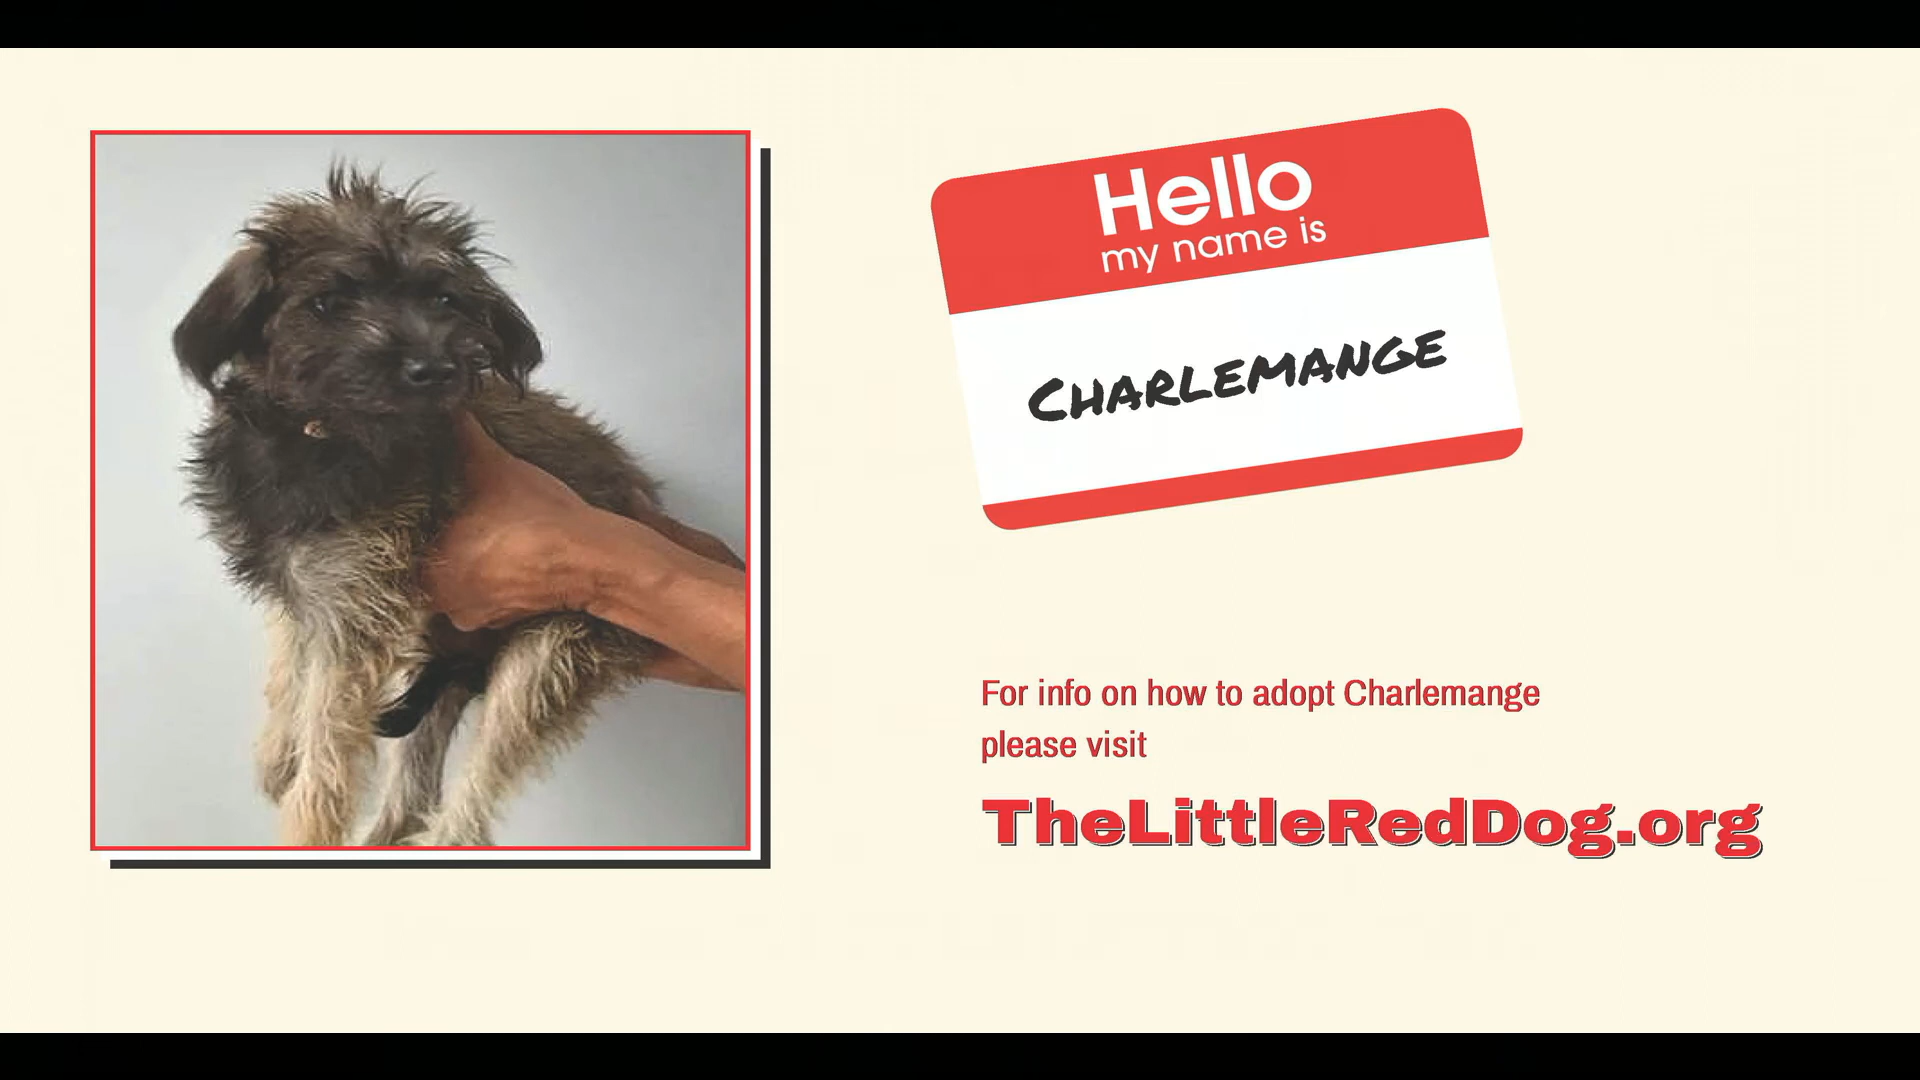 Hello
my name is
CHARLEMANGE
For info on how to adopt Charlemange
please visit
TheLittleRedDog.org